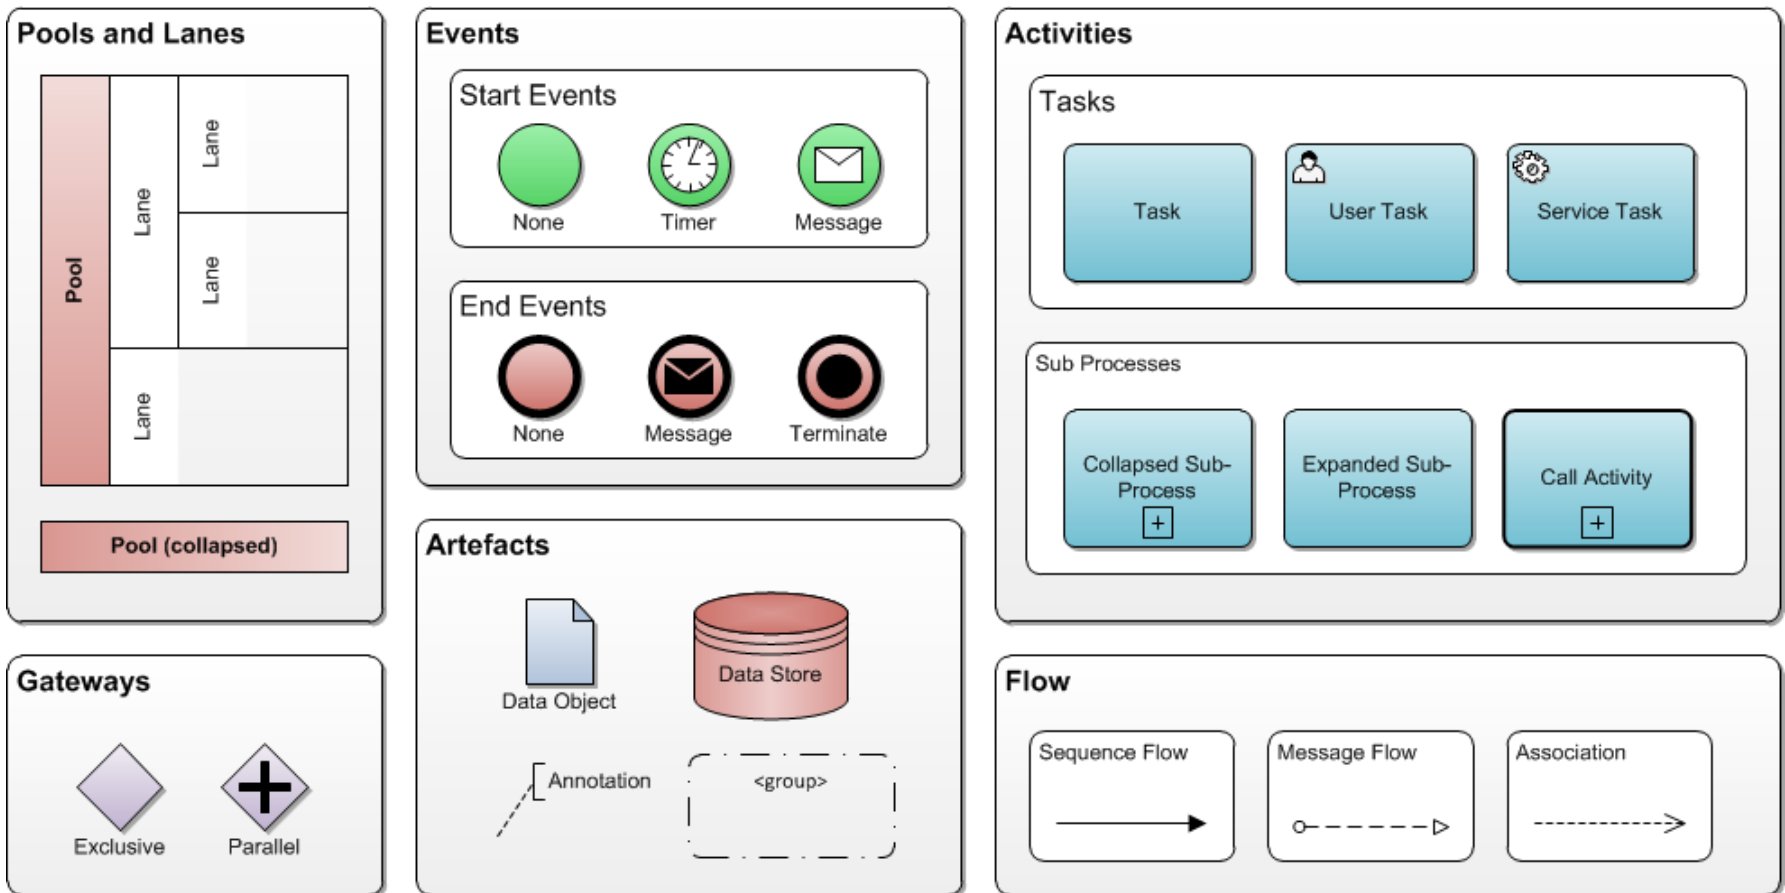 Pools and Lanes
Pool
Lane
Lane
Lane
Lane
Pool (collapsed)
Gateways
Exclusive
Parallel
Events
Start Events
None
Timer
Message
End Events
None
Message
Terminate
Artefacts
Data Object
Data Store
Annotation
<group>
Activities
Tasks
Task
User Task
Service Task
Sub Processes
Collapsed Sub-
Process
Expanded Sub-
Process
Call Activity
Flow
Sequence Flow
Message Flow
Association